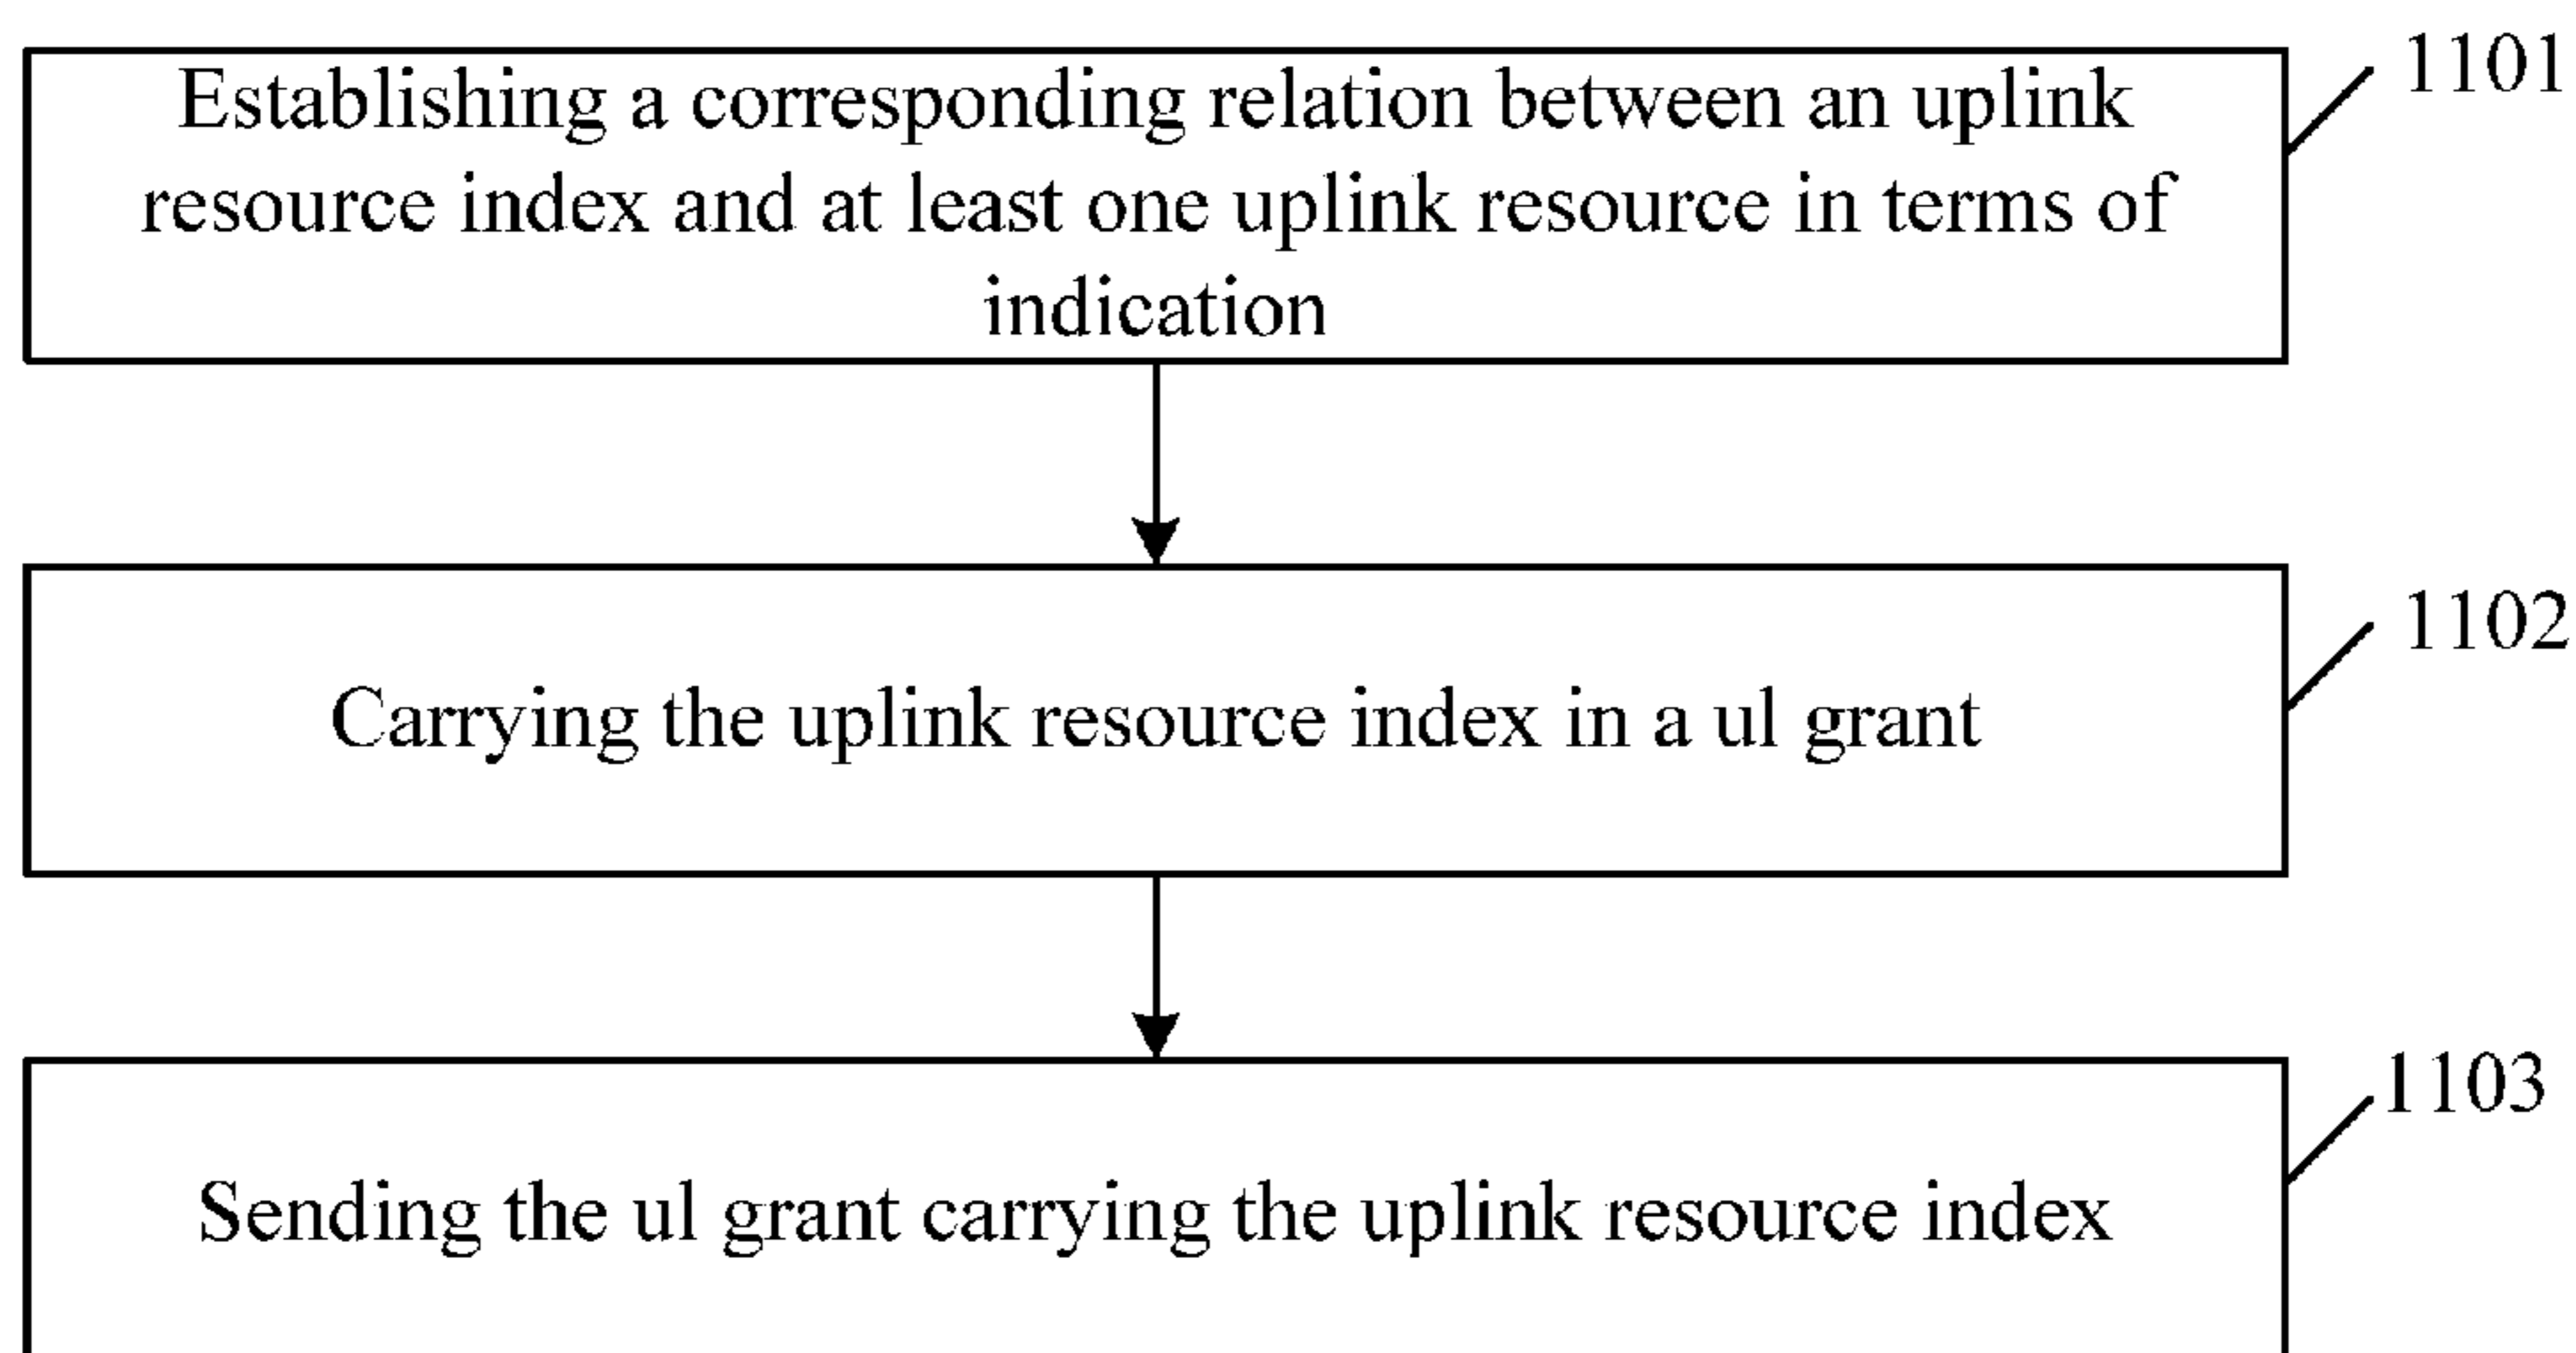 Establishing a corresponding relation between an uplink
resource index and at least one uplink resource in terms of
indication
1101
Carrying the uplink resource index in a ul grant
1102
Sending the ul grant carrying the uplink resource index
1103